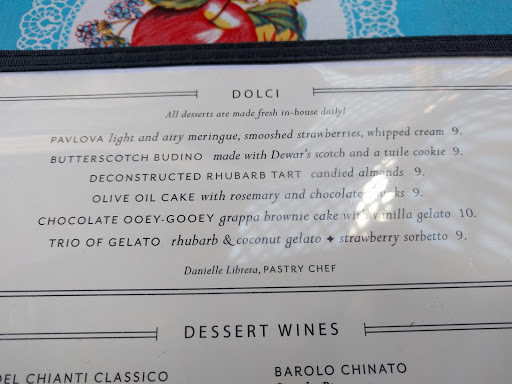 DOLCI
All desserts are made fresh in-house daily!
PAVLOVA light and airy meringue, smooshed strawberries, whipped cream 9.
BUTTERSCOTCH BUDINO made with Dewar's scotch and a tuile cookie 9.
DECONSTRUCTED RHUBARB TART candied almonds 9.
OLIVE OIL CAKE with rosemary and chocolate 9.
CHOCOLATE OOEY-GOOEY grappa brownie cake with vanilla gelato 10.
TRIO OF GELATO rhubarb & coconut gelato ✦ strawberry sorbetto 9.
Danielle Librera, PASTRY CHEF
DESSERT WINES
DEL CHIANTI CLASSICO
BAROLO CHINATO